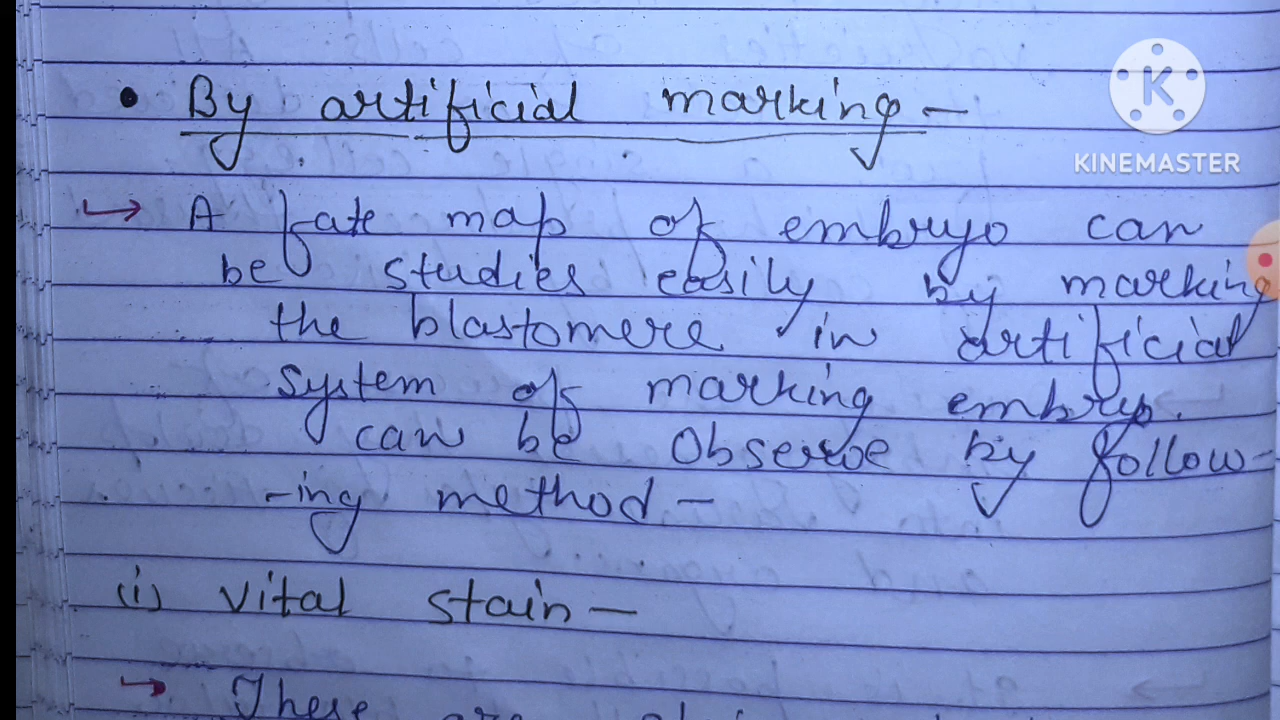 • By artificial marking –
→ A fate map of embryo can
be studies easily by marking
the blastomere in artificial
system of marking embryo.
can be observe by follow-
-ing method –
(i) vital stain –
→ These are
K
KINEMASTER